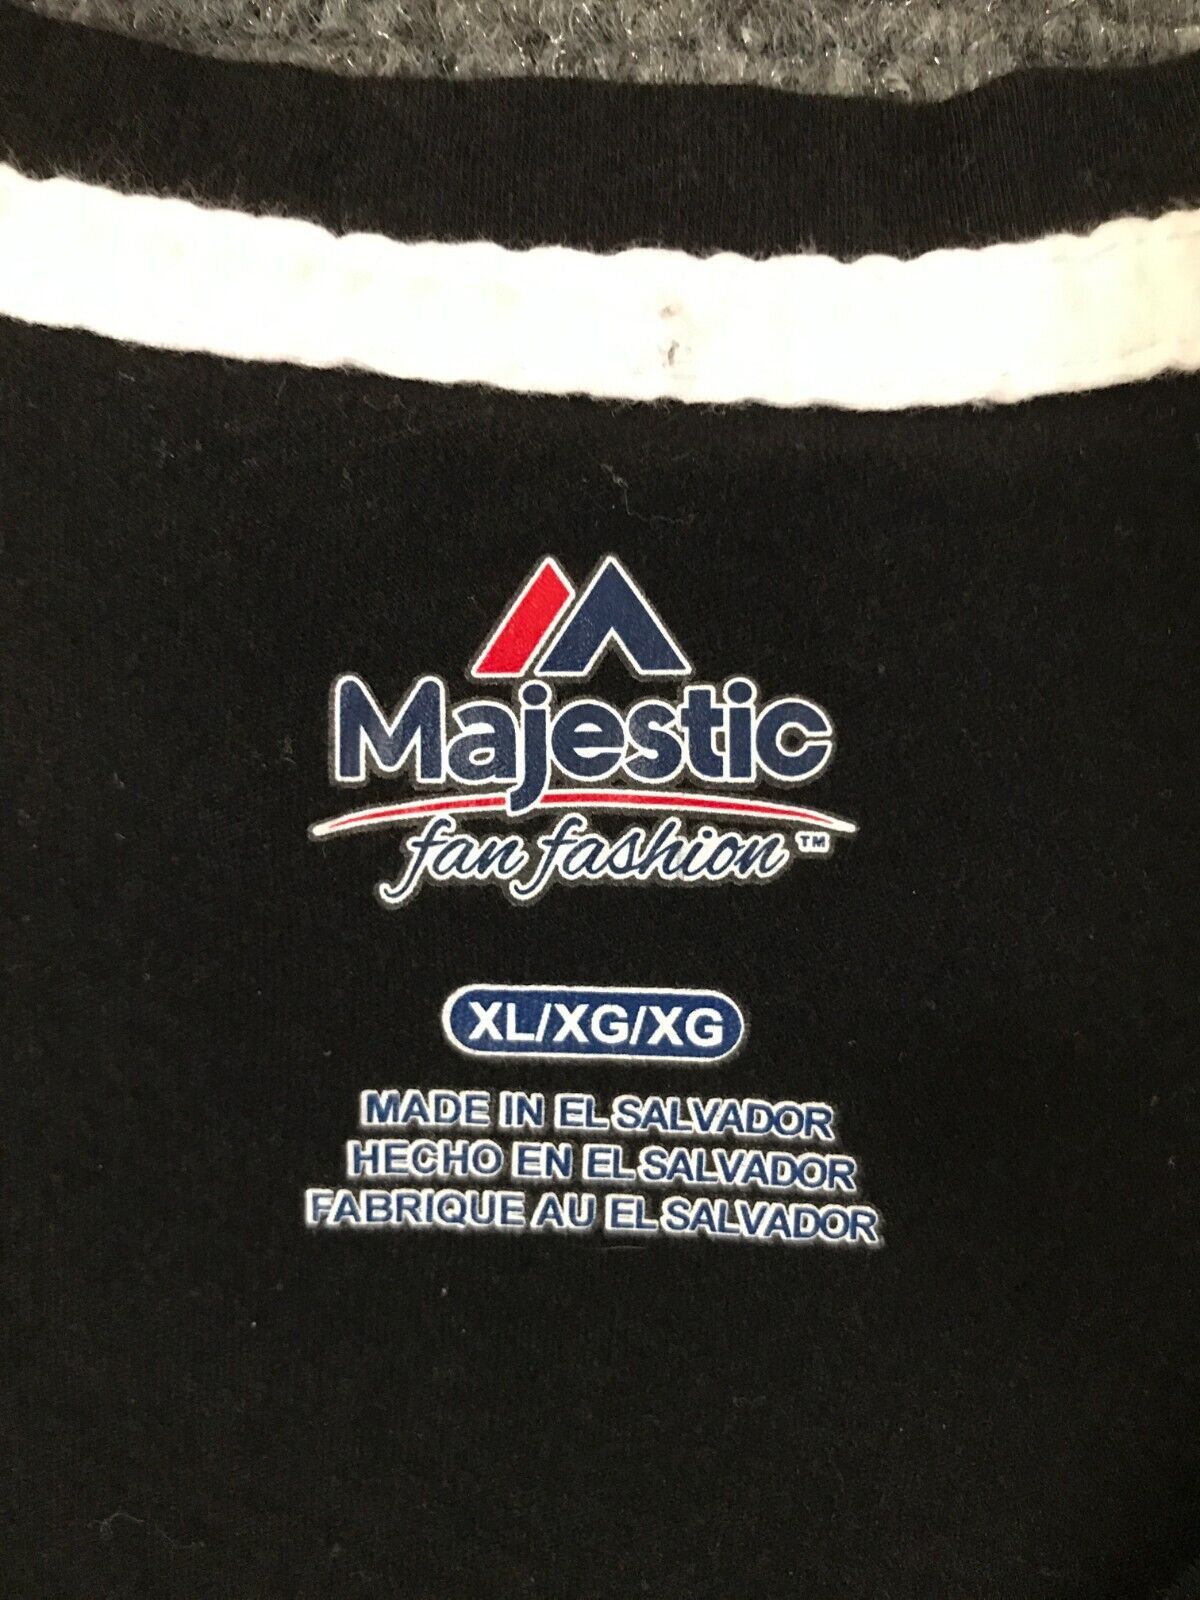 Majestic
fan fashion™
XL/XG/XG
MADE IN EL SALVADOR
HECHO EN EL SALVADOR
FABRIQUE AU EL SALVADOR